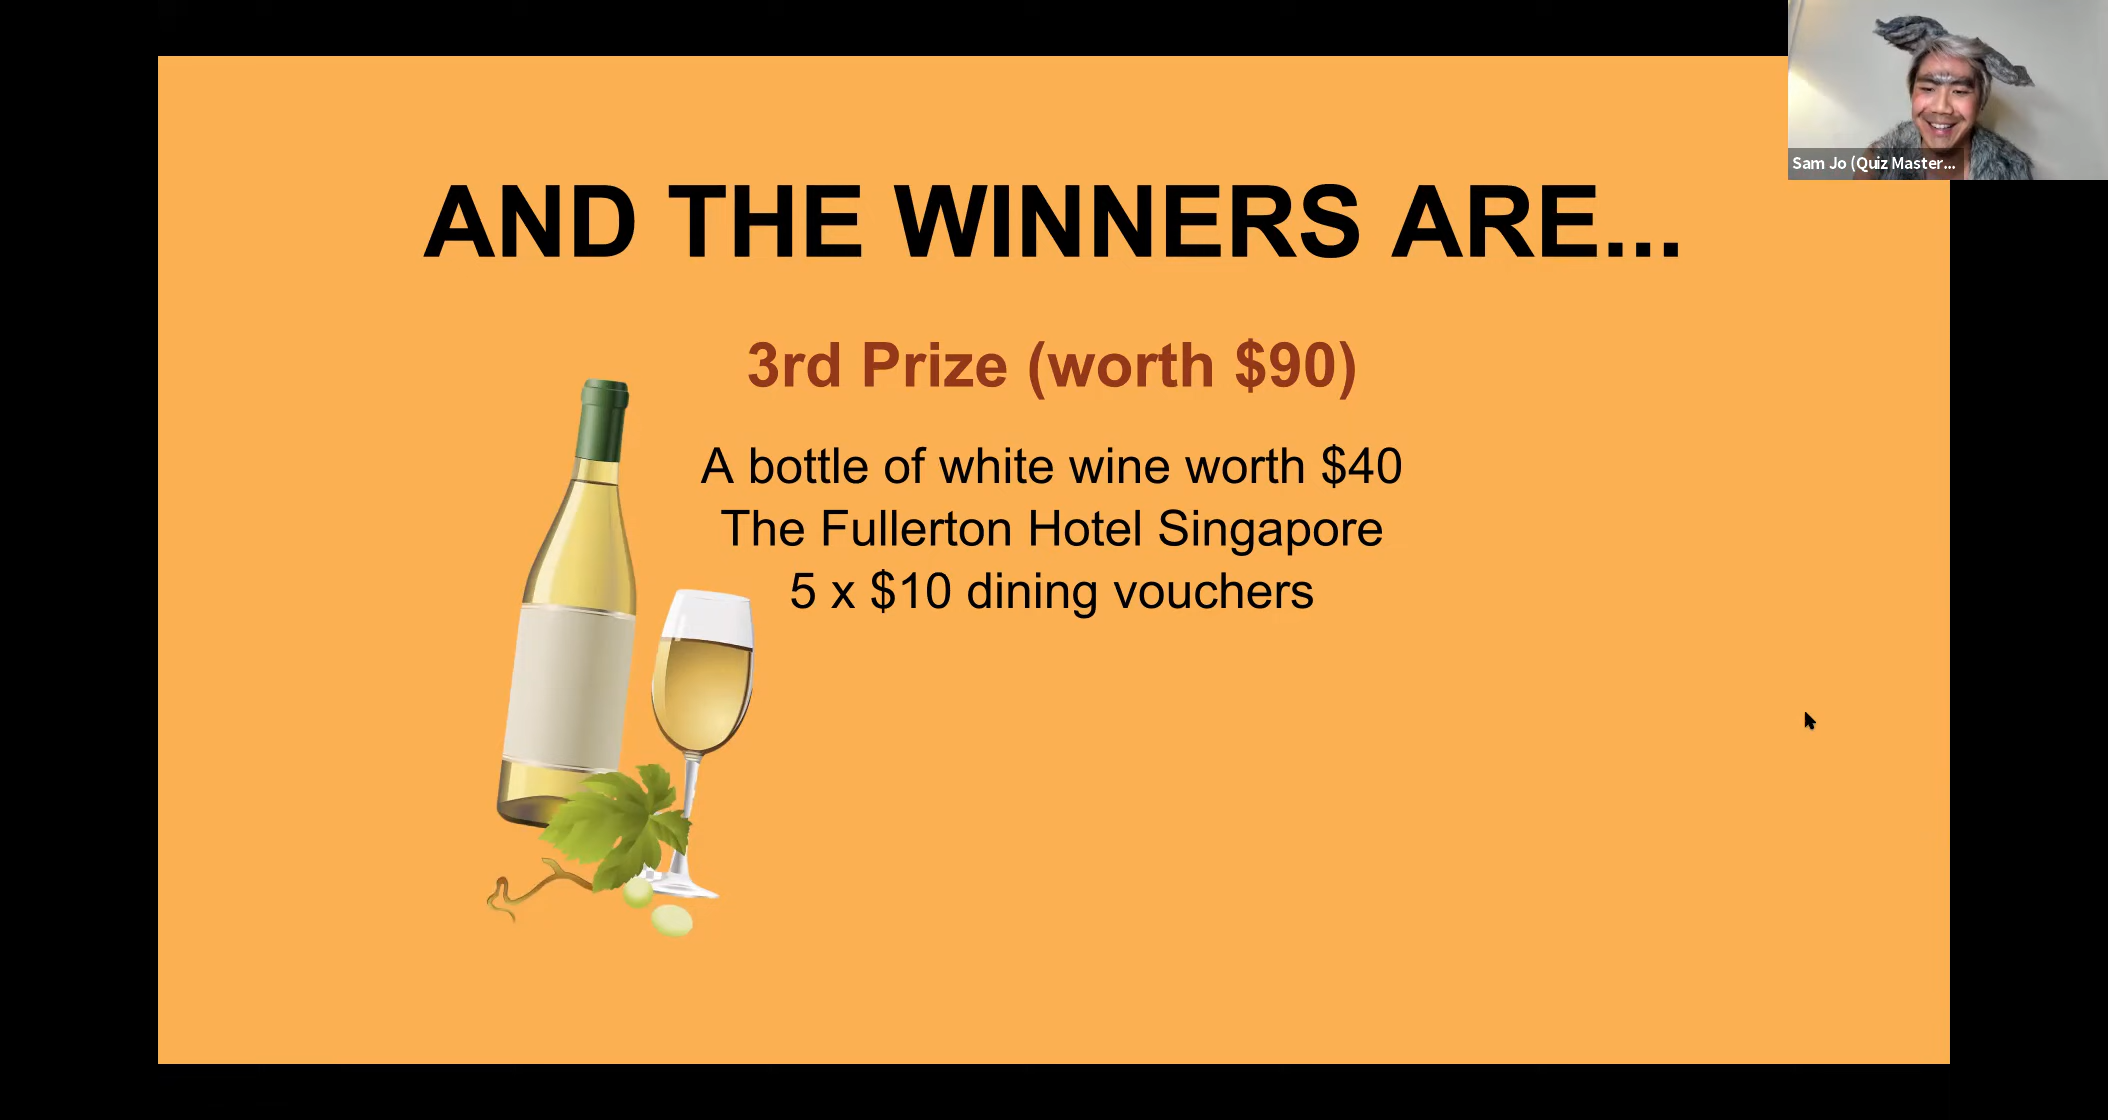 AND THE WINNERS ARE...
3rd Prize (worth $90)
A bottle of white wine worth $40
The Fullerton Hotel Singapore
5 x $10 dining vouchers
Sam Jo (Quiz Master...